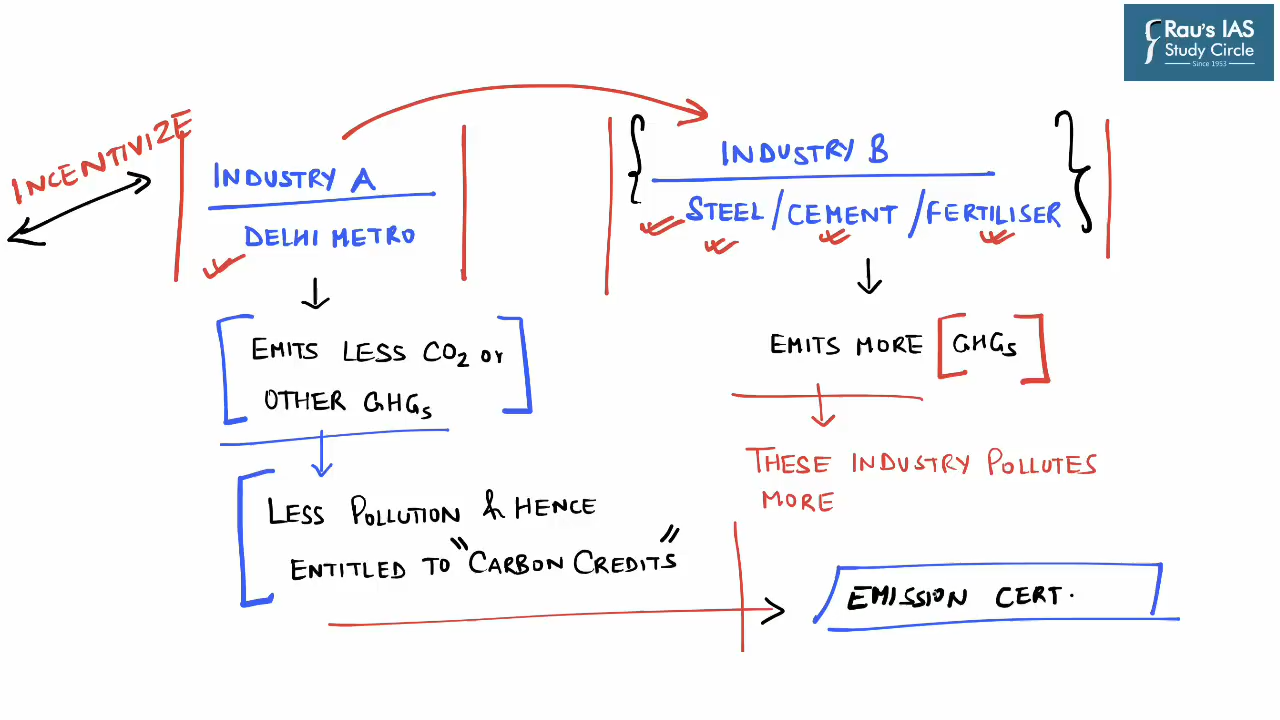 Rau's IAS
Study Circle
Since 1953
INCENTIVIZE
INDUSTRY A
DELHI METRO
EMITS LESS CO2 or
OTHER GHGs
LESS POLLUTION & HENCE
ENTITLED TO "CARBON CREDITS"
INDUSTRY B
STEEL/CEMENT/FERTILISER
EMITS MORE [GHGs]
THESE INDUSTRY POLLUTES
MORE
EMISSION CERT.